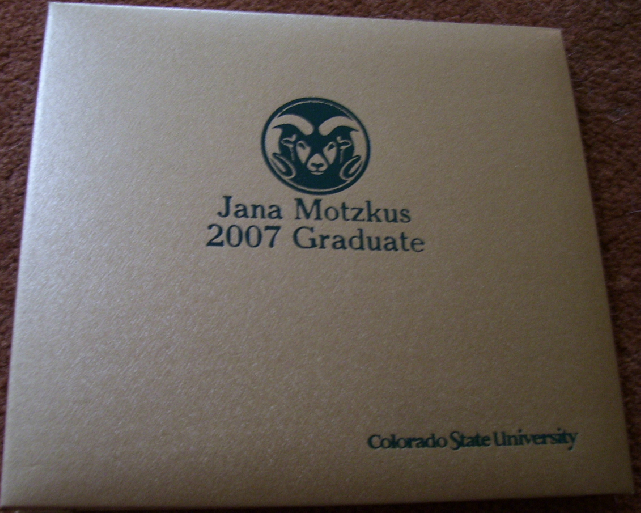 Jana Motzkus
2007 Graduate
Colorado State University